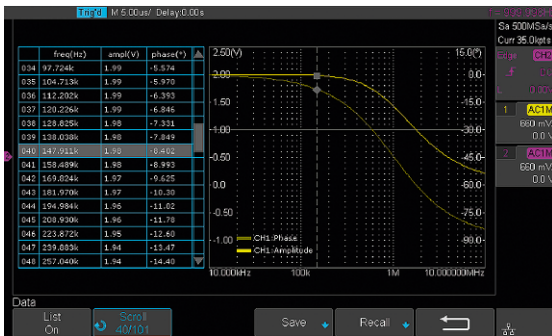 Trig'd M 5.00us/ Delay:0.00s
Sa 500MSa/s
Curr 35.0kpts
Edge CH2
L 0.00V
1 AC1M
660 mV
0.0 V
2 AC1M
660 mV
0.0 V
freq(Hz) ampl(V) phase(°)
034 97.724k 1.99 -5.574
035 104.713k 1.99 -5.970
036 112.202k 1.99 -6.393
037 120.226k 1.99 -6.846
038 128.825k 1.98 -7.331
039 138.038k 1.98 -7.849
040 147.911k 1.98 -8.402
041 158.489k 1.98 -8.993
042 169.824k 1.97 -9.625
043 181.970k 1.97 -10.30
044 194.984k 1.96 -11.02
045 208.930k 1.96 -11.78
046 223.872k 1.95 -12.60
047 239.883k 1.94 -13.47
048 257.040k 1.94 -14.40
2.50(V) 15.0(°)
2.00 0.0
1.50 -15.0
1.00 -30.0
0.50 -45.0
0.00 -60.0
-0.50 -75.0
-1.00 -90.0
CH1:Phase
CH1:Amplitude
10.000kHz 100k 1M 10.000000MHz
Data
List
On
Scroll
40/101
Save
Recall